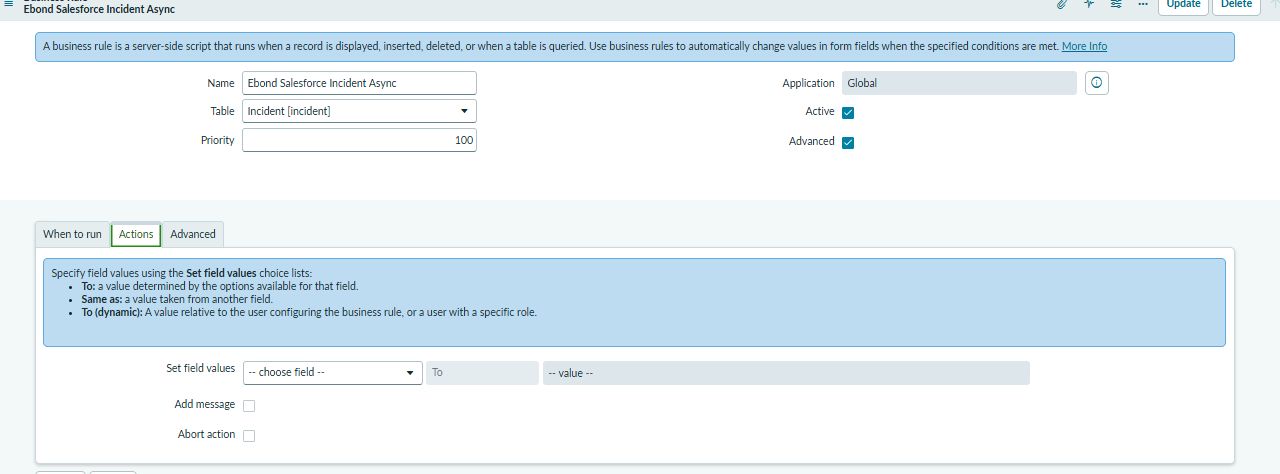 Ebond Salesforce Incident Async
Update
Delete
A business rule is a server-side script that runs when a record is displayed, inserted, deleted, or when a table is queried. Use business rules to automatically change values in form fields when the specified conditions are met. More Info
Name Ebond Salesforce Incident Async
Application Global
Table Incident [incident]
Active
Priority 100
Advanced
When to run
Actions
Advanced
Specify field values using the Set field values choice lists:
• To: a value determined by the options available for that field.
• Same as: a value taken from another field.
• To (dynamic): A value relative to the user configuring the business rule, or a user with a specific role.
Set field values -- choose field -- To -- value --
Add message
Abort action